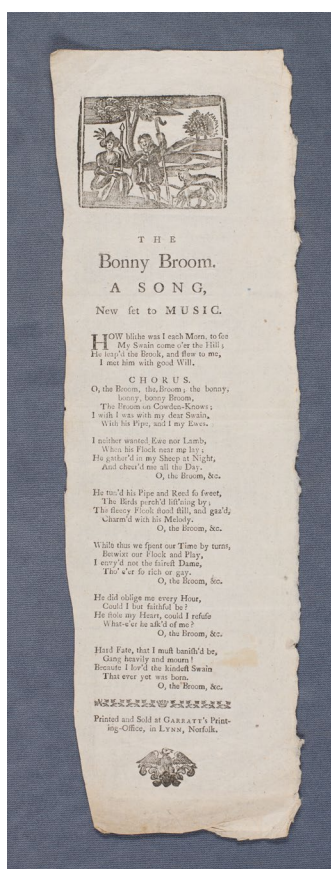 THE
Bonny Broom.
A SONG,
New ſet to MUSIC.
HOW blithe was I each Morn, to ſee
My Swain come o'er the Hill;
He leap'd the Brook, and flew to me,
I met him with good Will.
CHORUS.
O, the Broom, the Broom; the bonny,
bonny, bonny Broom,
The Broom on Cowden-Knows;
I wiſh I was with my dear Swain,
With his Pipe, and my Ewes.
I neither wanted Ewe nor Lamb,
When his Flock near me lay;
He gather'd in my Sheep at Night,
And cheer'd me all the Day.
O, the Broom, &c.
He tun'd his Pipe and Reed ſo ſweet,
The Birds perch'd liſt'ning by;
The fleecy Flock ſtood ſtill, and gaz'd,
Charm'd with his Melody.
O, the Broom, &c.
While thus we ſpent our Time by turns,
Betwixt our Flock and Play,
I envy'd not the faireſt Dame,
Tho' e'er ſo rich or gay.
O, the Broom, &c.
He did oblige me every Hour,
Could I but faithful be?
He ſtole my Heart, could I refuſe
What-e'er he aſk'd of me?
O, the Broom, &c.
Hard Fate, that I muſt baniſh'd be,
Gang heavily and mourn!
Becauſe I lov'd the kindeſt Swain
That ever yet was born.
O, the Broom, &c.
Printed and Sold at GARRATT's Print-
ing-Office, in LYNN, Norfolk.